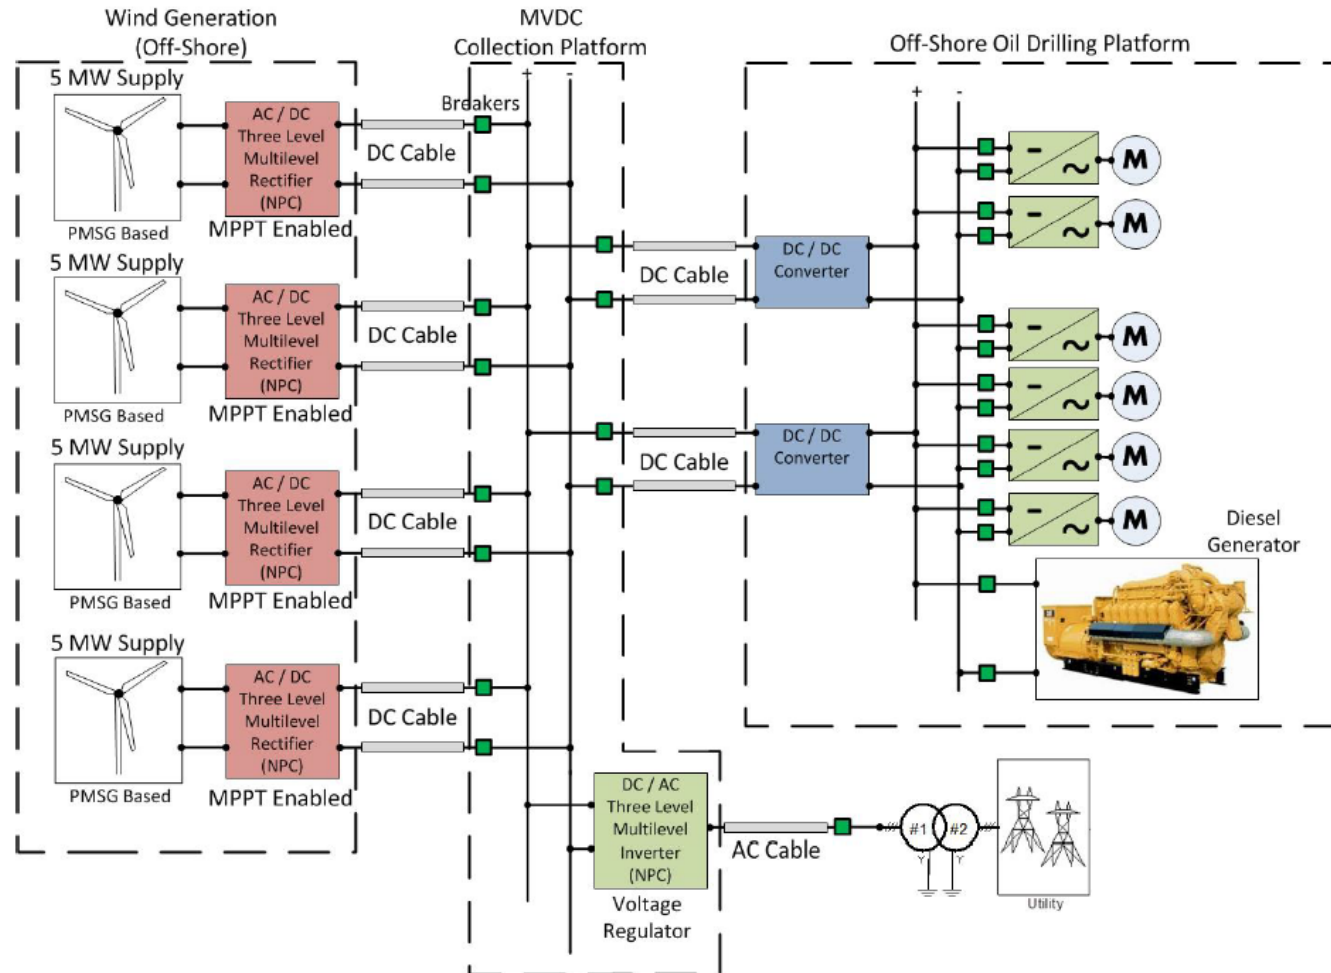 Wind Generation
(Off-Shore)
MVDC
Collection Platform
Off-Shore Oil Drilling Platform
5 MW Supply
AC / DC
Three Level
Multilevel
Rectifier
(NPC)
PMSG Based
MPPT Enabled
DC Cable
Breakers
+
-
5 MW Supply
AC / DC
Three Level
Multilevel
Rectifier
(NPC)
PMSG Based
MPPT Enabled
DC Cable
5 MW Supply
AC / DC
Three Level
Multilevel
Rectifier
(NPC)
PMSG Based
MPPT Enabled
DC Cable
5 MW Supply
AC / DC
Three Level
Multilevel
Rectifier
(NPC)
PMSG Based
MPPT Enabled
DC Cable
DC Cable
DC / DC
Converter
DC Cable
DC / DC
Converter
+
-
- ~
M
- ~
M
- ~
M
- ~
M
- ~
M
- ~
M
Diesel
Generator
DC / AC
Three Level
Multilevel
Inverter
(NPC)
Voltage
Regulator
AC Cable
#1
#2
Y
Y
Utility